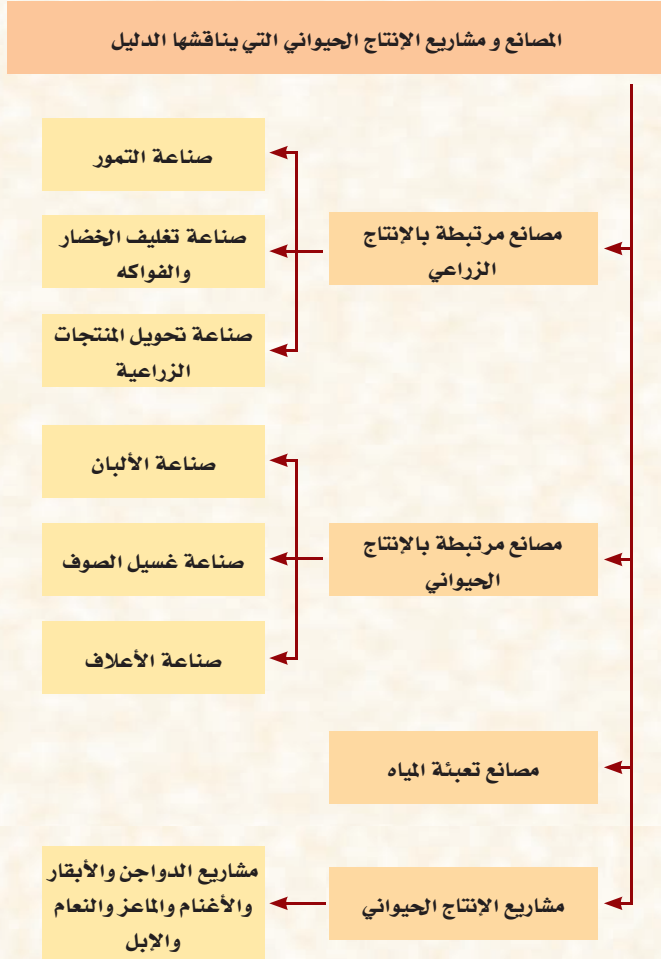 المصانع و مشاريع الإنتاج الحيواني التي يناقشها الدليل
مصانع مرتبطة بالإنتاج
الزراعي
صناعة التمور
صناعة تغليف الخضار
والفواكه
صناعة تحويل المنتجات
الزراعية
مصانع مرتبطة بالإنتاج
الحيواني
صناعة الألبان
صناعة غسيل الصوف
صناعة الأعلاف
مصانع تعبئة المياه
مشاريع الإنتاج الحيواني
مشاريع الدواجن والأبقار
والأغنام والماعز والنعام
والإبل